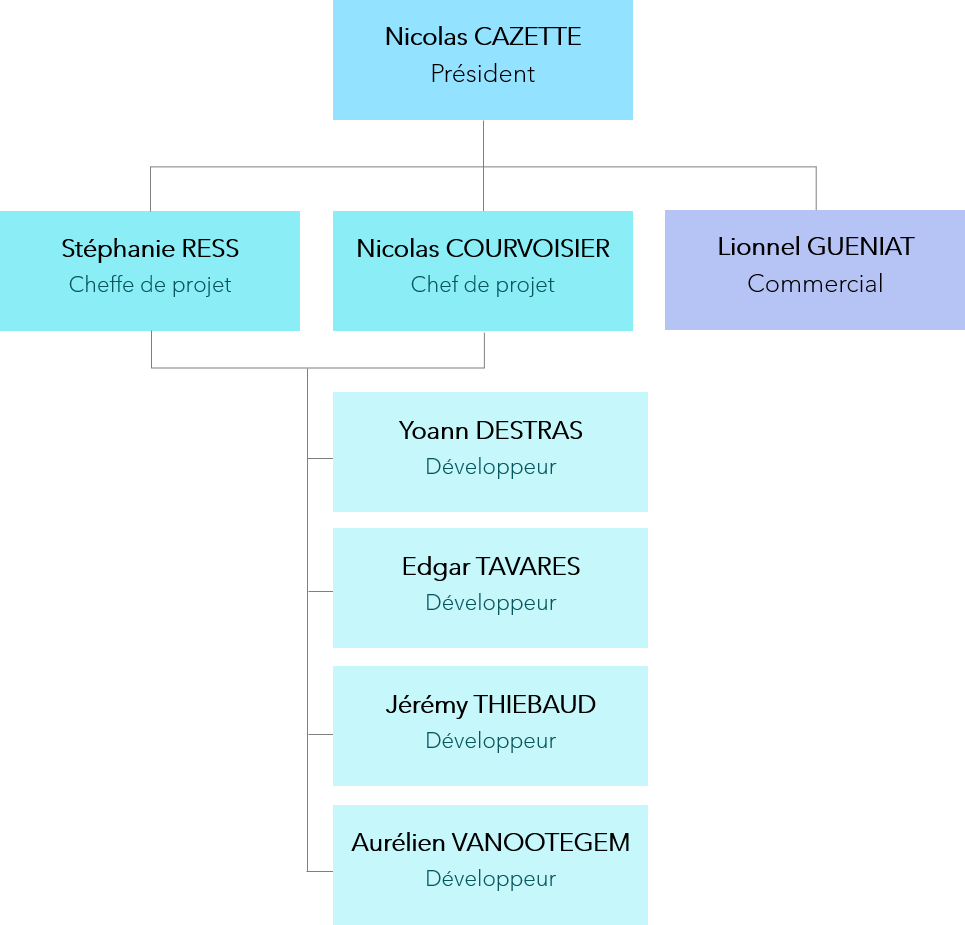 Nicolas CAZETTE
Président
Stéphanie RESS
Cheffe de projet
Nicolas COURVOISIER
Chef de projet
Lionnel GUENIAT
Commercial
Yoann DESTRAS
Développeur
Edgar TAVARES
Développeur
Jérémy THIEBAUD
Développeur
Aurélien VANOOTEGEM
Développeur